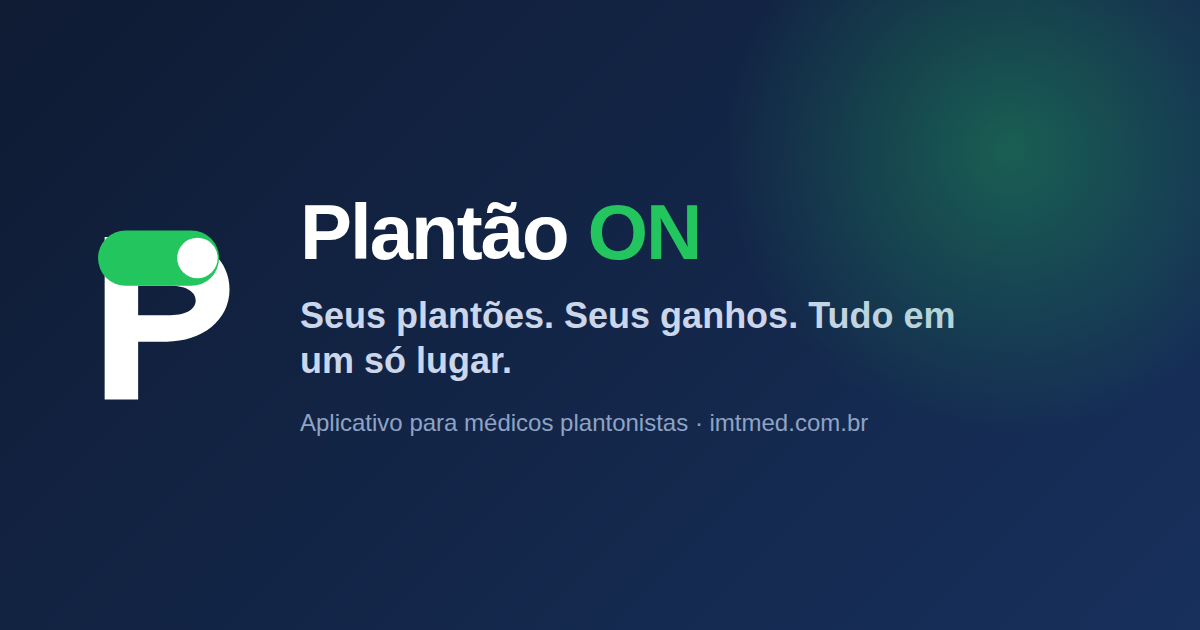 Plantão ON
Seus plantões. Seus ganhos. Tudo em
um só lugar.
Aplicativo para médicos plantonistas · imtmed.com.br